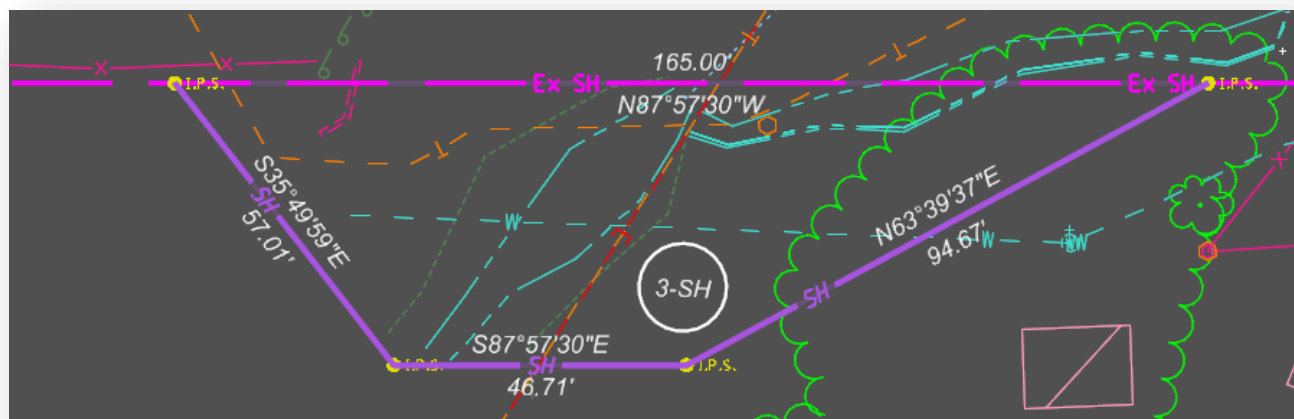 165.00'
I.P.S.
Ex SH
Ex SH
I.P.S.
N87°57'30"W
S35°49'59"E
SH
57.01'
W
N63°39'37"E
94.67'
W
W
3-SH
SH
S87°57'30"E
I.P.S.
SH
I.P.S.
46.71'